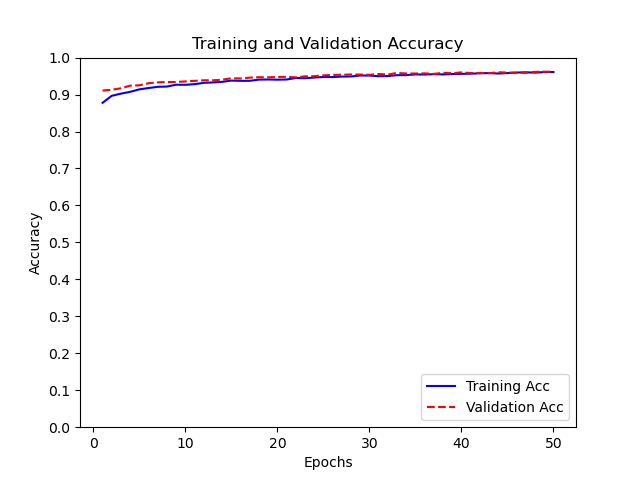 Training and Validation Accuracy
1.0
0.9
0.8
0.7
0.6
0.5
0.4
0.3
0.2
0.1
0.0
Accuracy
0 10 20 30 40 50
Epochs
Training Acc
Validation Acc